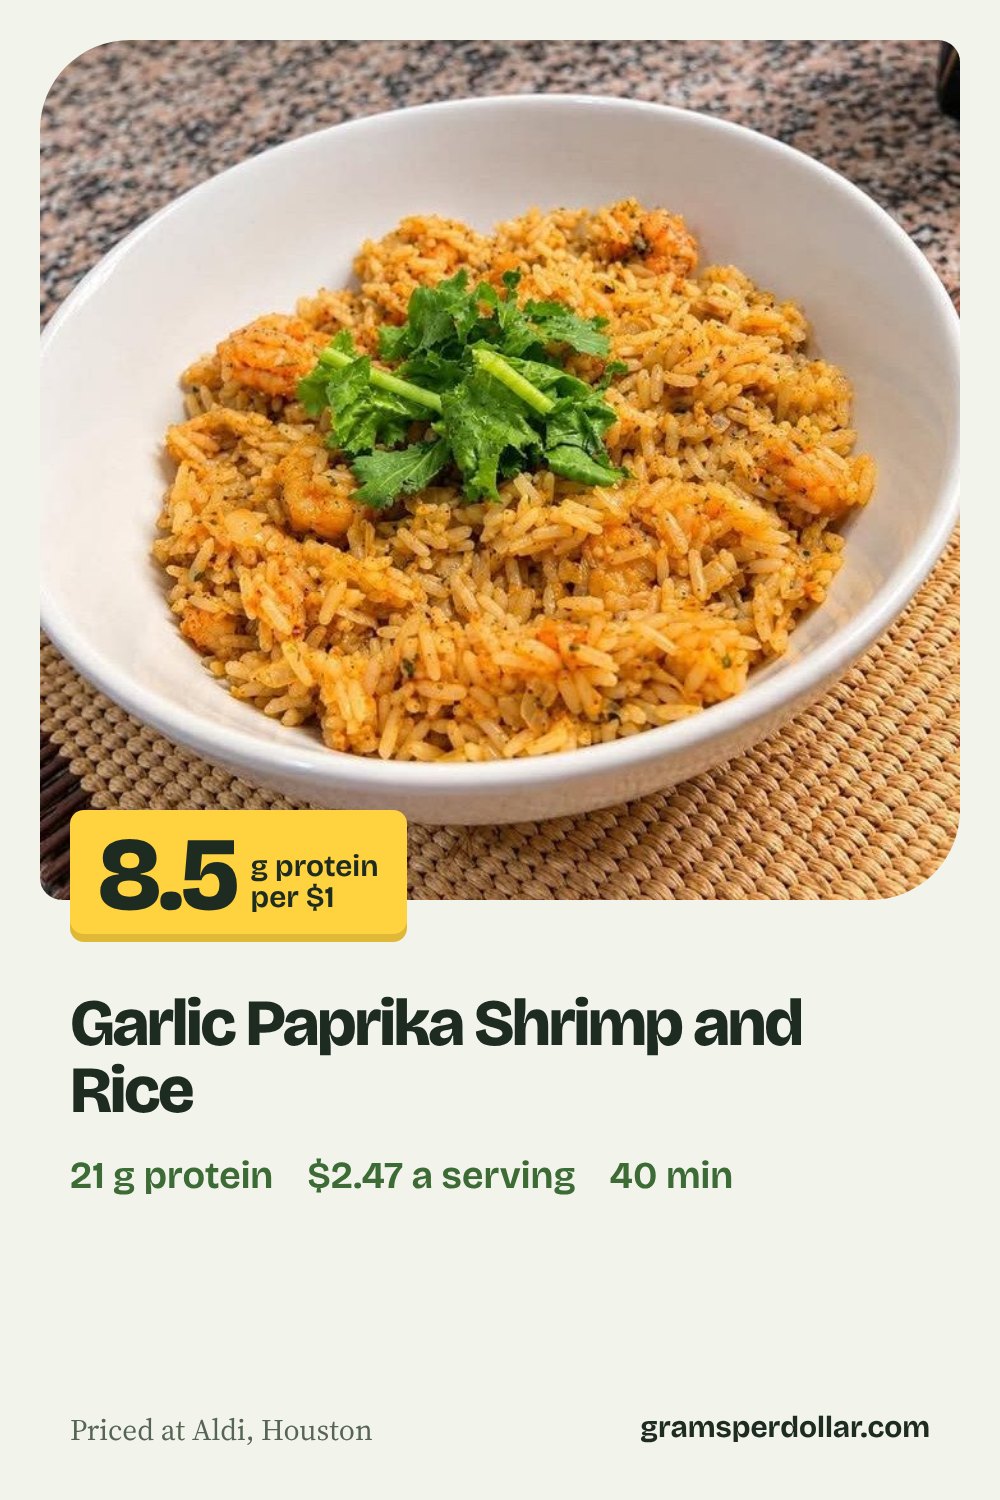 8.5 g protein
per $1
Garlic Paprika Shrimp and
Rice
21 g protein $2.47 a serving 40 min
Priced at Aldi, Houston
gramsperdollar.com